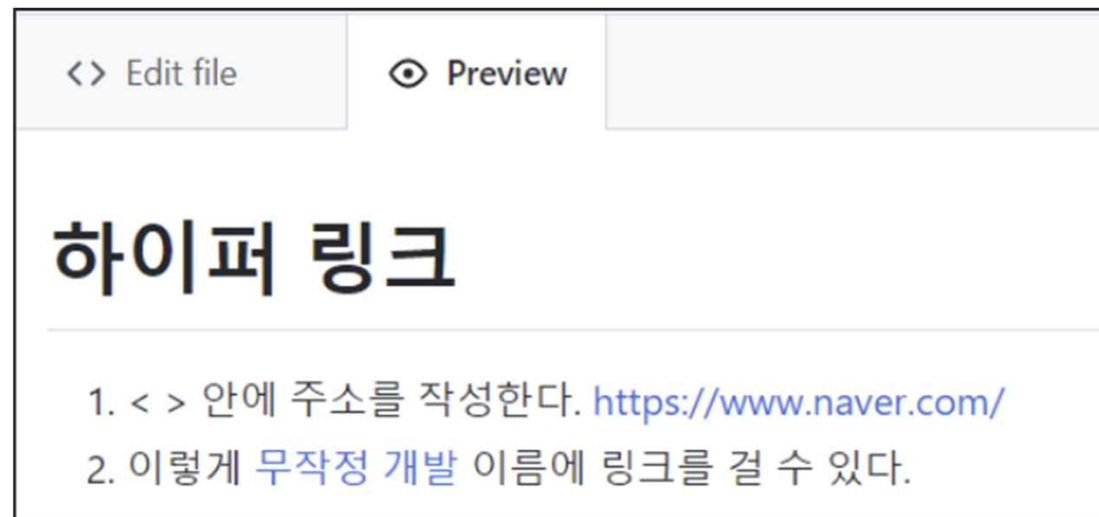 <> Edit file Preview
하이퍼 링크
1. < > 안에 주소를 작성한다. https://www.naver.com/
2. 이렇게 무작정 개발 이름에 링크를 걸 수 있다.